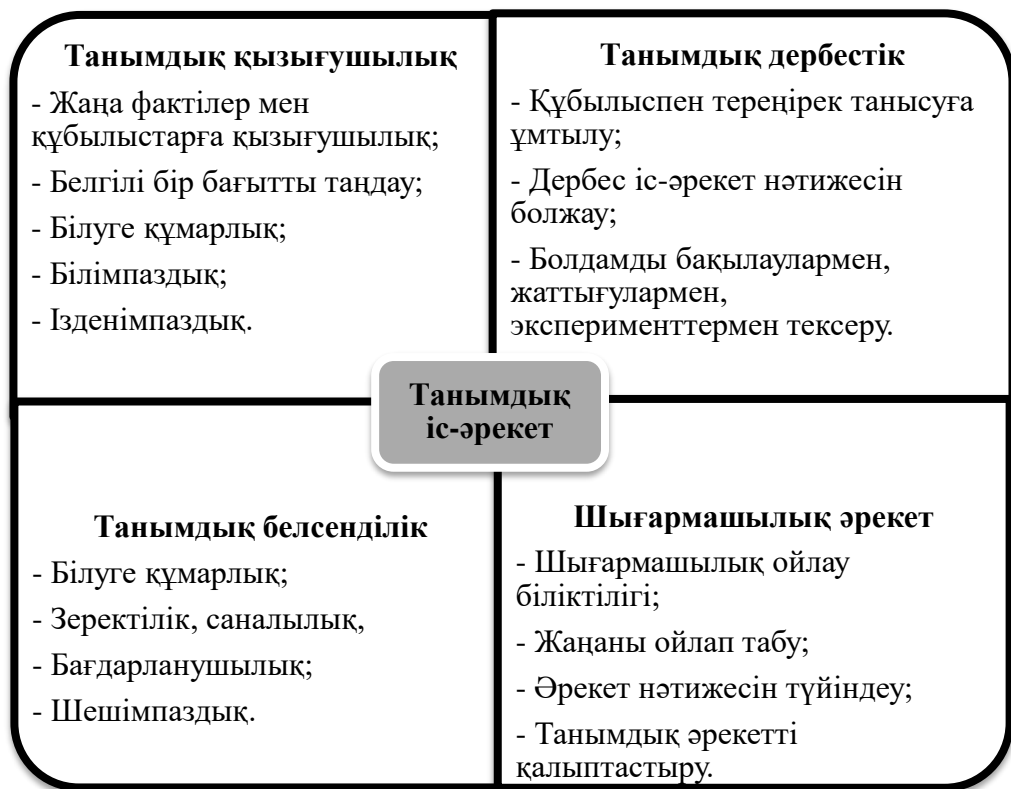 Танымдық қызығушылық
- Жаңа фактілер мен
құбылыстарға қызығушылық;
- Белгілі бір бағытты таңдау;
- Білуге құмарлық;
- Білімпаздық;
- Ізденімпаздық.
Танымдық дербестік
- Құбылыспен тереңірек танысуға
ұмтылу;
- Дербес іс-әрекет нәтижесін
болжау;
- Болдамды бақылаулармен,
жаттығулармен,
эксперименттермен тексеру.
Танымдық
іс-әрекет
Танымдық белсенділік
- Білуге құмарлық;
- Зеректілік, саналылық,
- Бағдарланушылық;
- Шешімпаздық.
Шығармашылық әрекет
- Шығармашылық ойлау
біліктілігі;
- Жаңаны ойлап табу;
- Әрекет нәтижесін түйіндеу;
- Танымдық әрекетті
қалыптастыру.